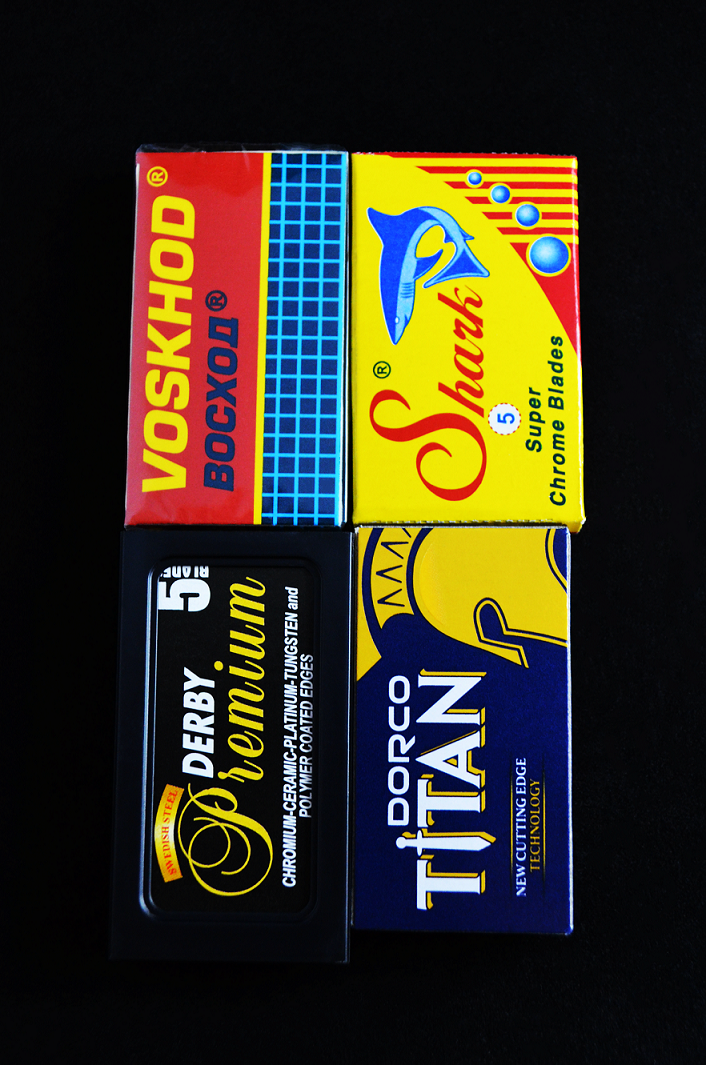 VOSKHOD®
ВОСХОД®
®
Shark
5
Super
Chrome Blades
5 BLADES
SWEDISH STEEL
DERBY
Premium
CHROMIUM-CERAMIC-PLATINUM-TUNGSTEN and
POLYMER COATED EDGES
DORCO
TITAN
NEW CUTTING EDGE
TECHNOLOGY